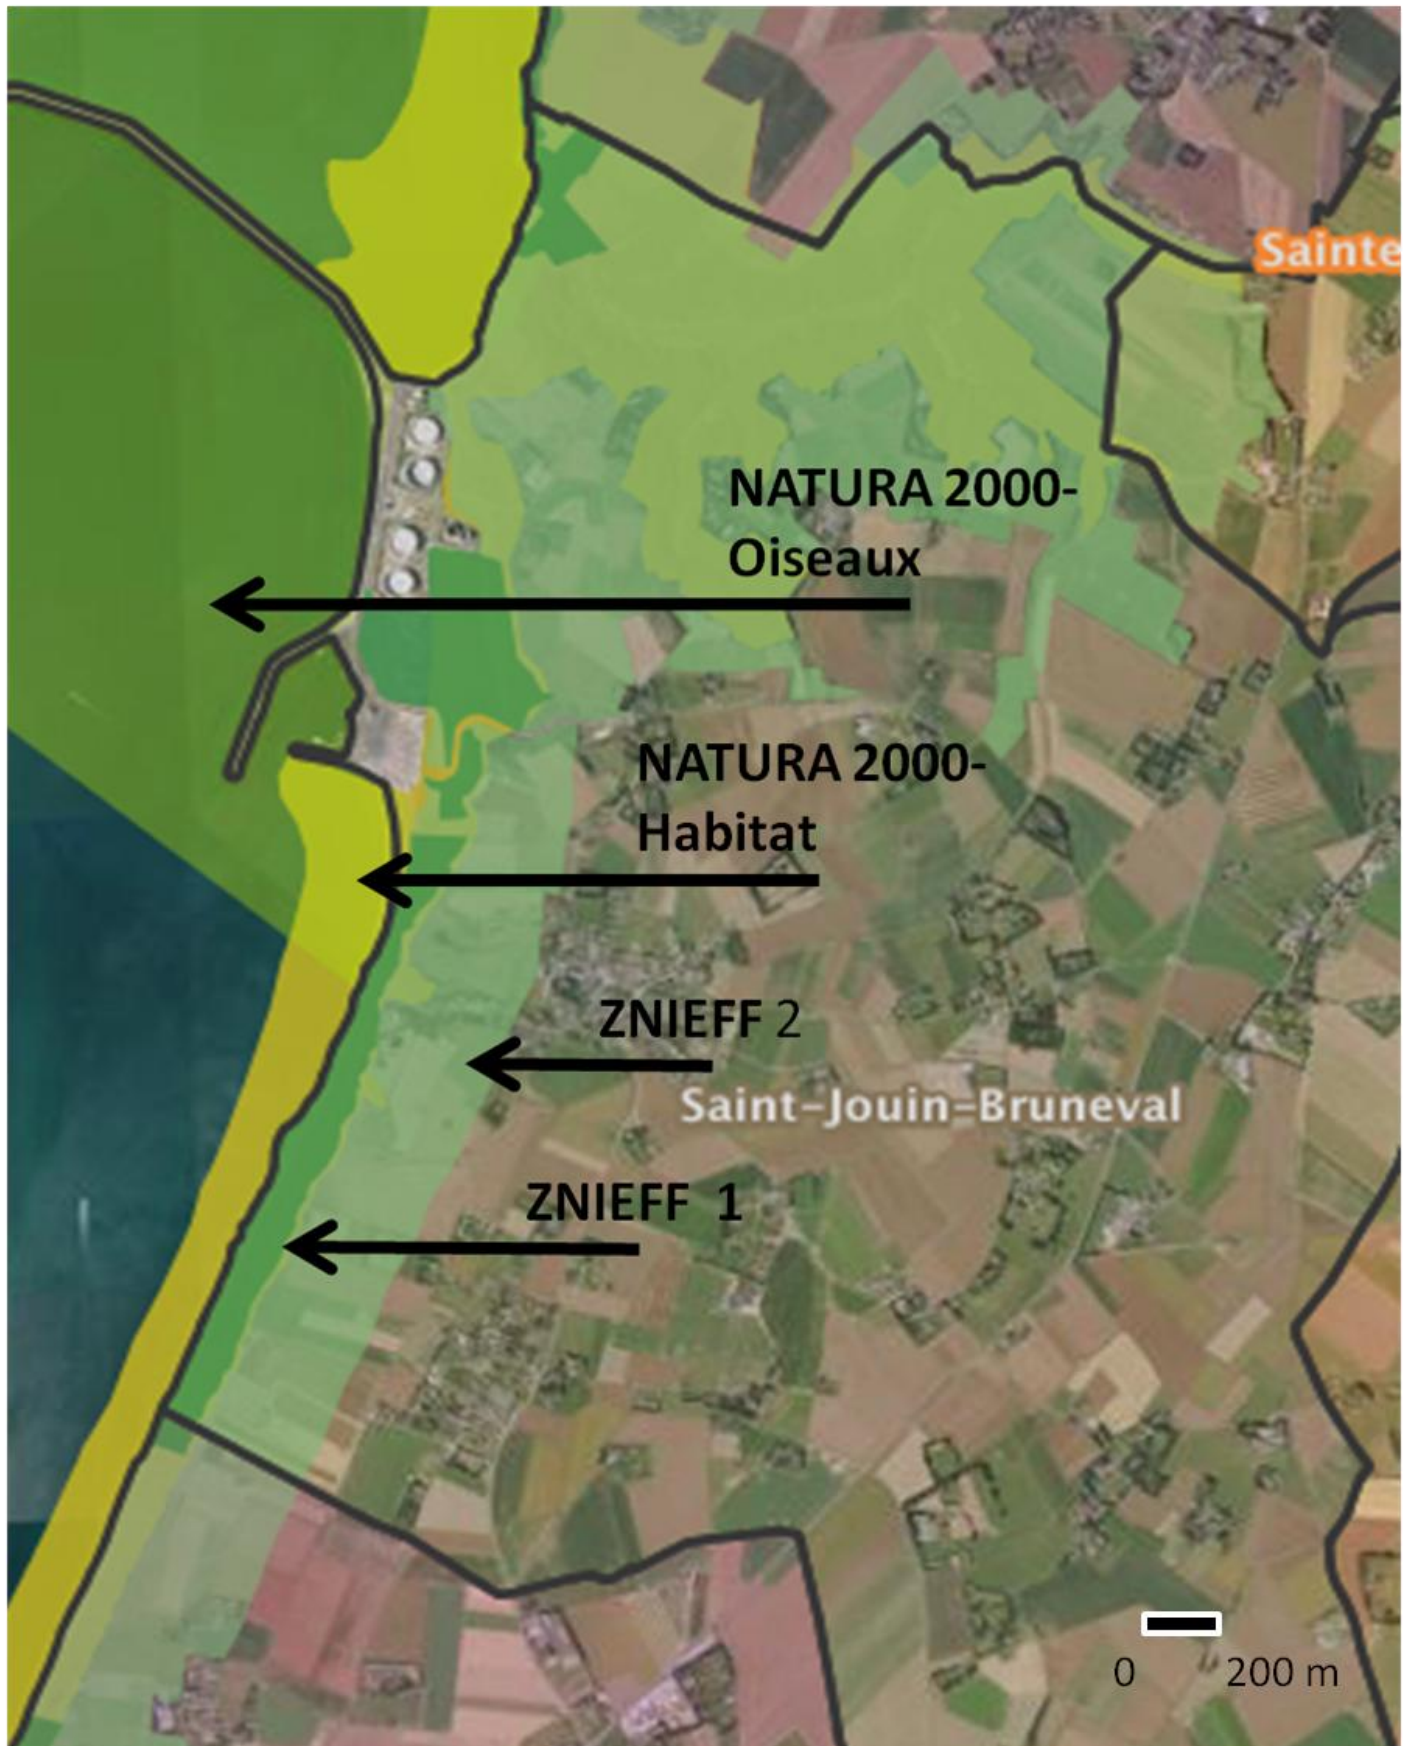 Sainte
NATURA 2000-
Oiseaux
NATURA 2000-
Habitat
ZNIEFF 2
Saint-Jouin-Bruneval
ZNIEFF 1
0 200 m